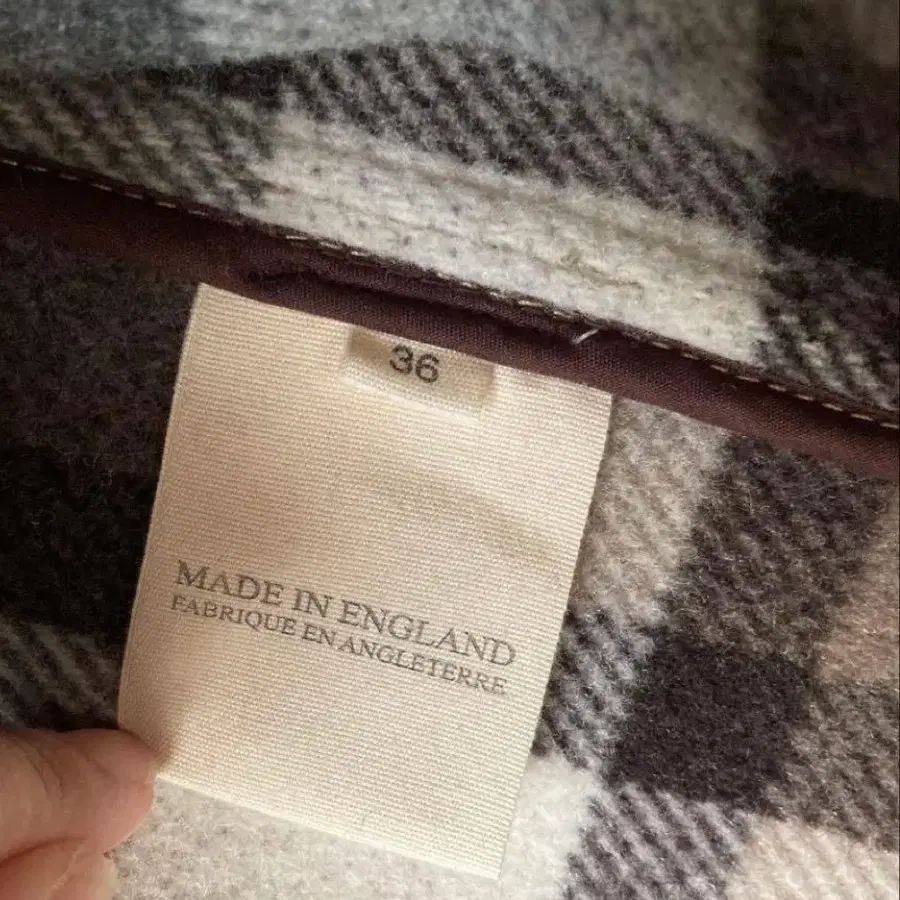 36
MADE IN ENGLAND
FABRIQUE EN ANGLETERRE